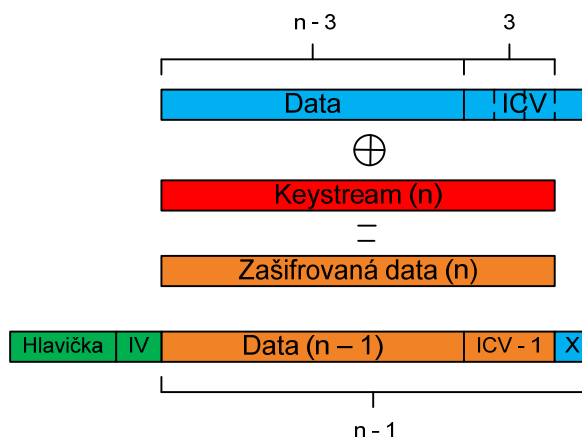 n - 3 3
Data ICV
Keystream (n)
Zašifrovaná data (n)
Hlavička IV Data (n – 1) ICV - 1 X
n - 1